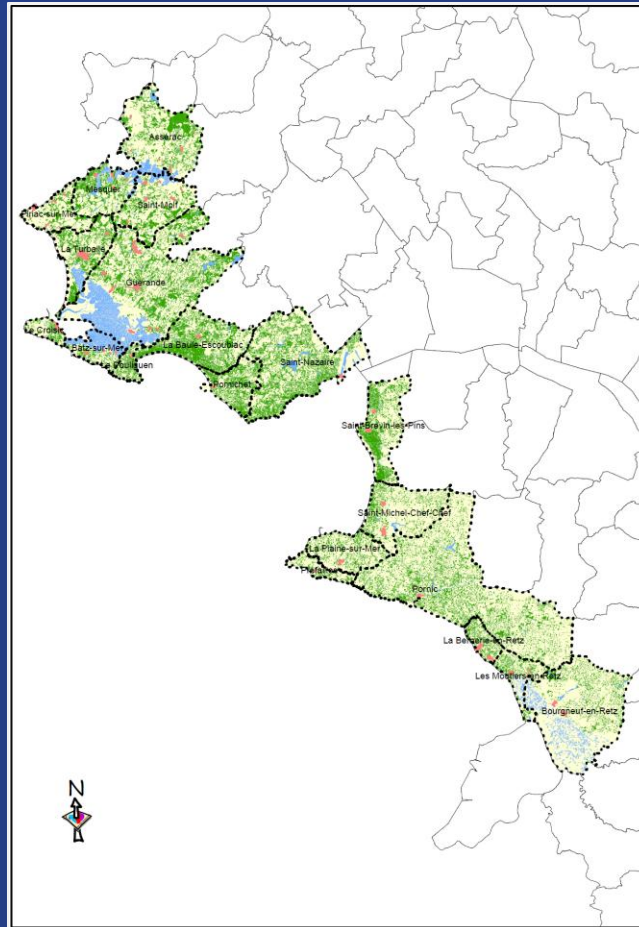 Assérac
Mesquer
Saint-Molf
Piriac-sur-Mer
La Turballe
Guérande
Le Croisic
La Baule-Escoublac
Batz-sur-Mer
Le Pouliguen
Saint-Nazaire
Pornichet
Saint-Brevin-les-Pins
Saint-Michel-Chef-Chef
La Plaine-sur-Mer
Préfailles
Pornic
La Bernerie-en-Retz
Les Moutiers-en-Retz
Bourgneuf-en-Retz
N